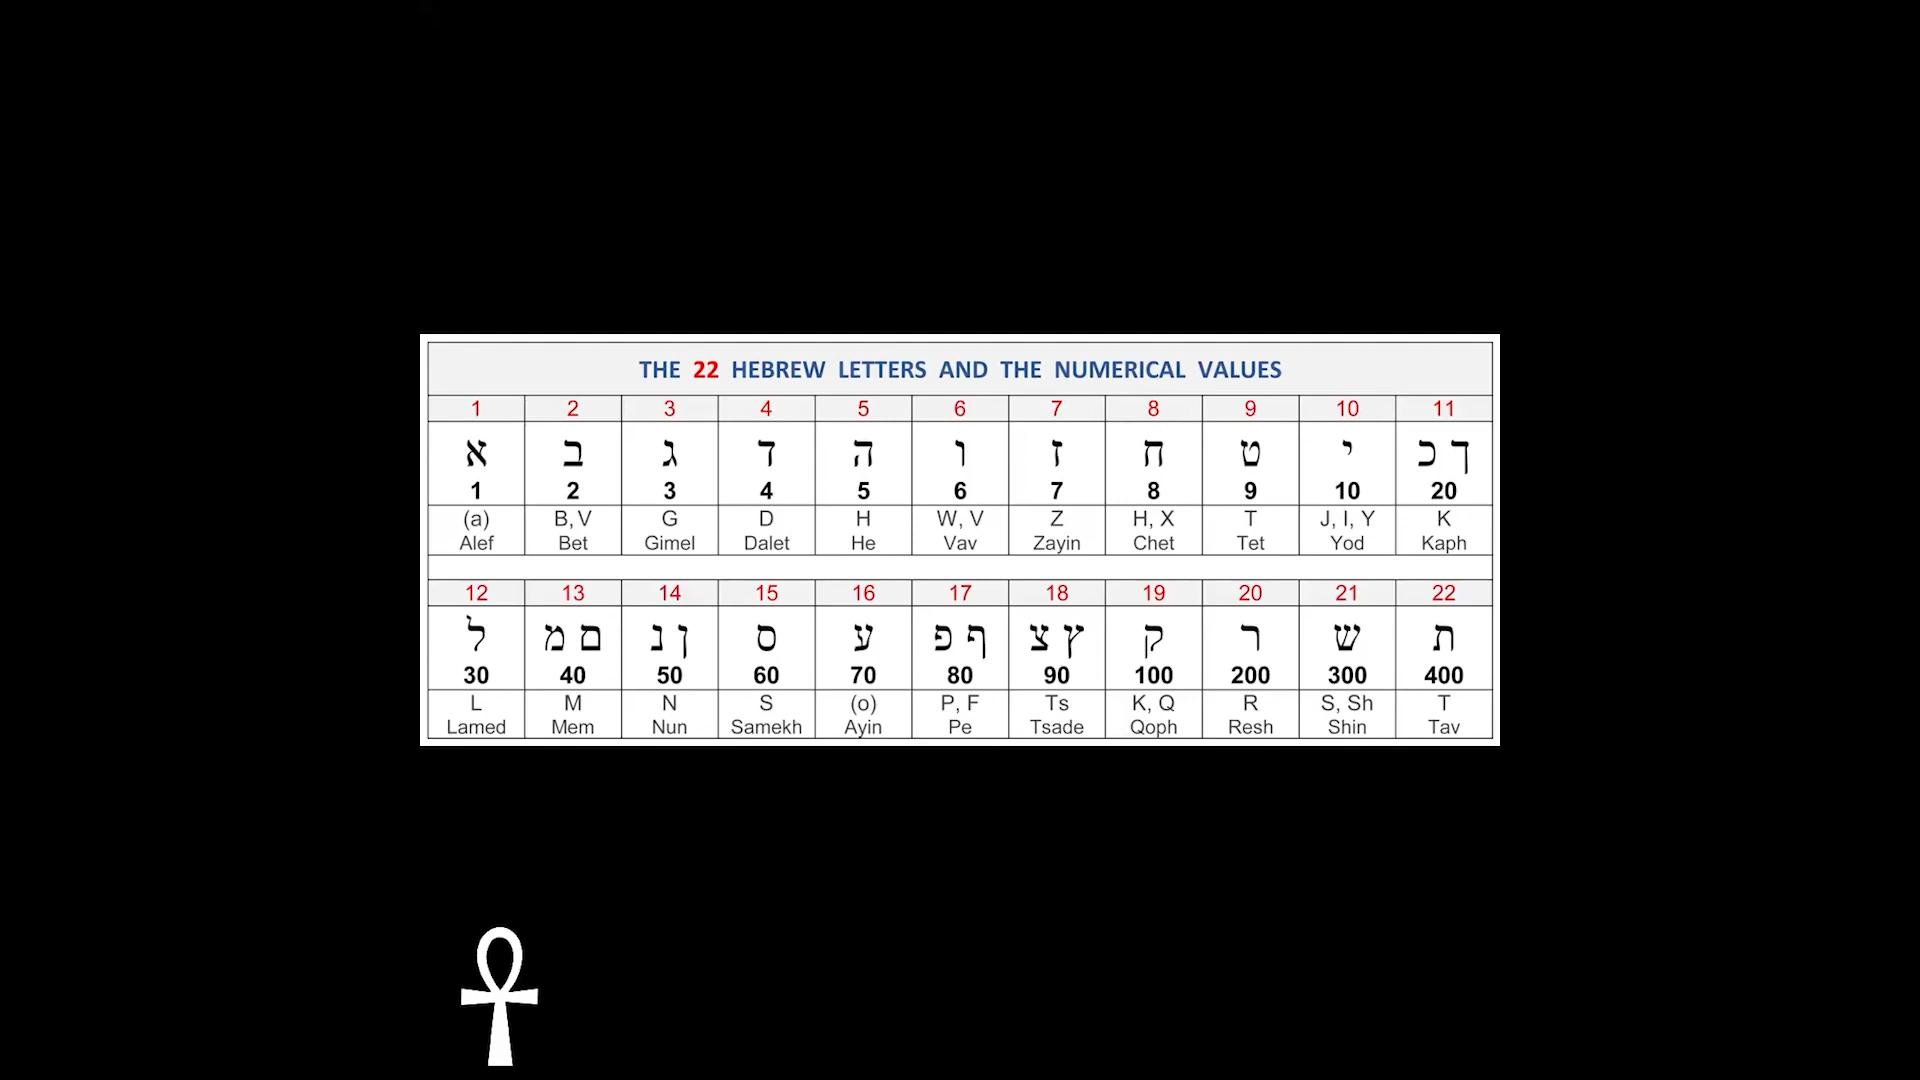 THE 22 HEBREW LETTERS AND THE NUMERICAL VALUES
1 2 3 4 5 6 7 8 9 10 11
א ב ג ד ה ו ז ח ט י כ ך
1 2 3 4 5 6 7 8 9 10 20
(a) B, V G D H W, V Z H, X T J, I, Y K
Alef Bet Gimel Dalet He Vav Zayin Chet Tet Yod Kaph
12 13 14 15 16 17 18 19 20 21 22
ל מ ם נ ן ס ע פ ף צ ץ ק ר ש ת
30 40 50 60 70 80 90 100 200 300 400
L M N S (o) P, F Ts K, Q R S, Sh T
Lamed Mem Nun Samekh Ayin Pe Tsade Qoph Resh Shin Tav